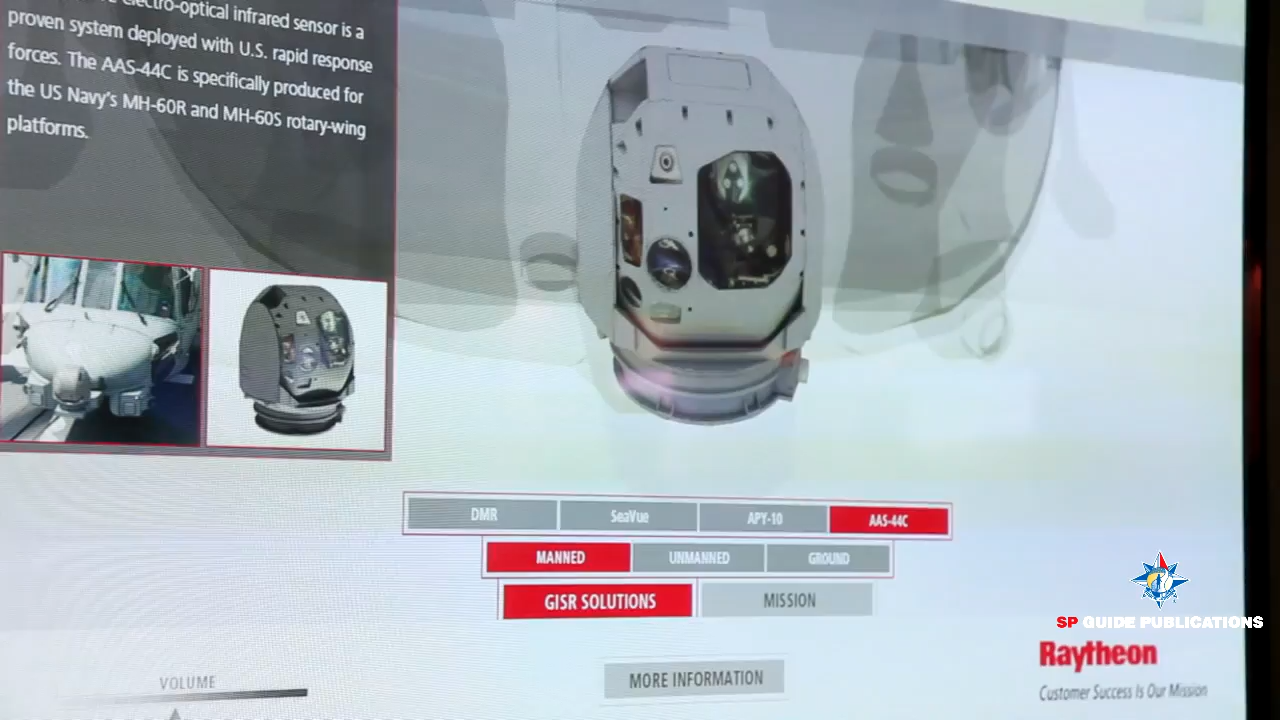 electro-optical infrared sensor is a
proven system deployed with U.S. rapid response
forces. The AAS-44C is specifically produced for
the US Navy's MH-60R and MH-60S rotary-wing
platforms.
DMR
SeaVue
APY-10
AAS-44C
MANNED
UNMANNED
GROUND
GISR SOLUTIONS
MISSION
MORE INFORMATION
VOLUME
SP GUIDE PUBLICATIONS
Raytheon
Customer Success Is Our Mission